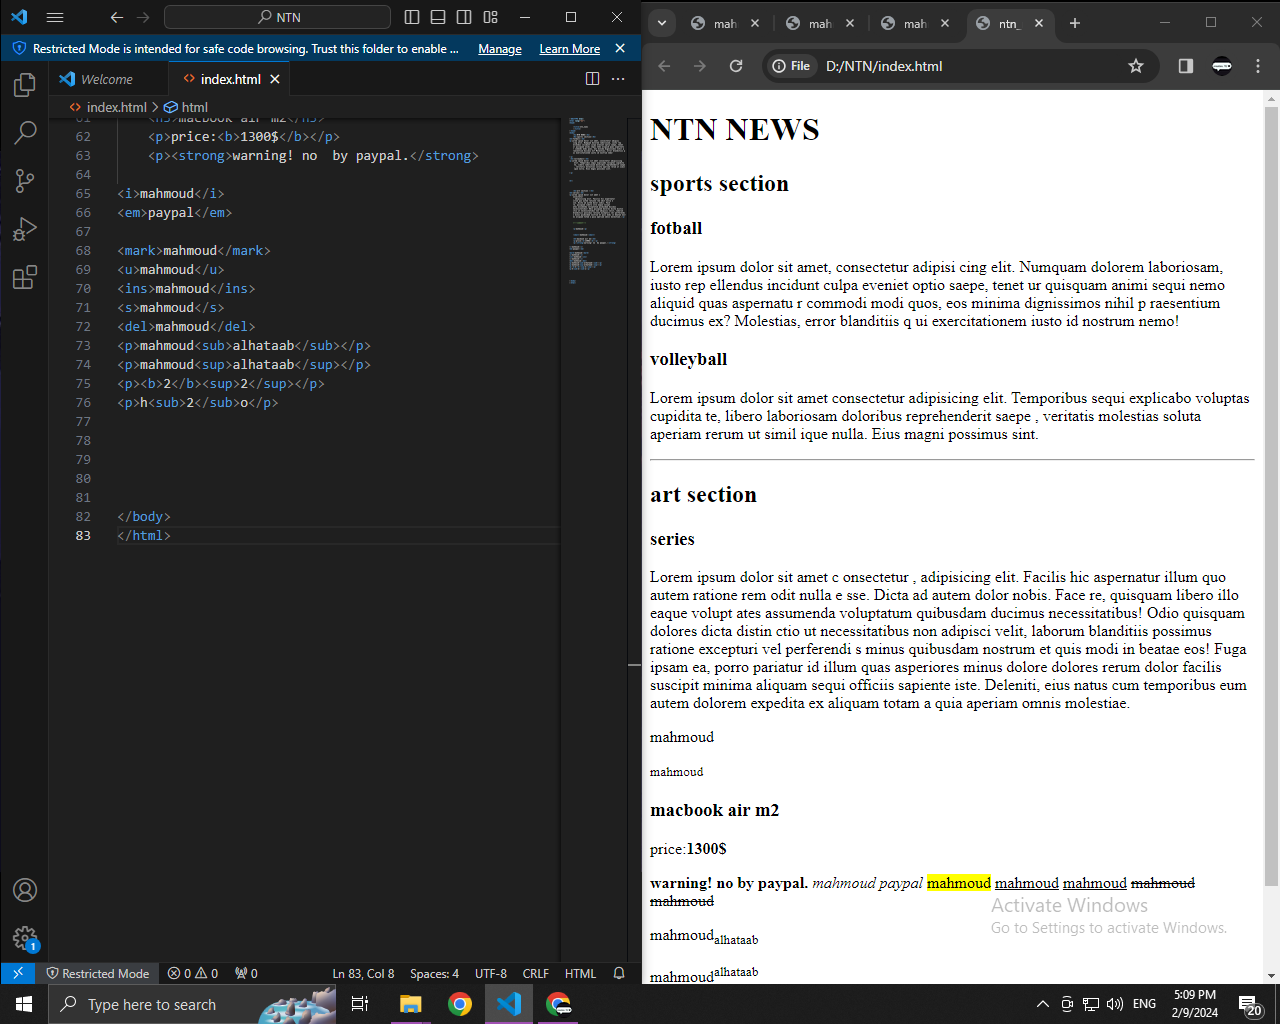 NTN
Restricted Mode is intended for safe code browsing. Trust this folder to enable ... Manage Learn More
Welcome
index.html
index.html > html
61 <h3>macbook air m2</h3>
62 <p>price:<b>1300$</b></p>
63 <p><strong>warning! no  by paypal.</strong>
64
65 <i>mahmoud</i>
66 <em>paypal</em>
67
68 <mark>mahmoud</mark>
69 <u>mahmoud</u>
70 <ins>mahmoud</ins>
71 <s>mahmoud</s>
72 <del>mahmoud</del>
73 <p>mahmoud<sub>alhataab</sub></p>
74 <p>mahmoud<sup>alhataab</sup></p>
75 <p><b>2</b><sup>2</sup></p>
76 <p>h<sub>2</sub>o</p>
77
78
79
80
81
82 </body>
83 </html>
1
Restricted Mode 0 0 0 Ln 83, Col 8 Spaces: 4 UTF-8 CRLF HTML
mah mah mah ntn_
File D:/NTN/index.html
NTN NEWS
sports section
fotball
Lorem ipsum dolor sit amet, consectetur adipisi cing elit. Numquam dolorem laboriosam,
iusto rep ellendus incidunt culpa eveniet optio saepe, tenet ur quisquam animi sequi nemo
aliquid quas aspernatu r commodi modi quos, eos minima dignissimos nihil p raesentium
ducimus ex? Molestias, error blanditiis q ui exercitationem iusto id nostrum nemo!
volleyball
Lorem ipsum dolor sit amet consectetur adipisicing elit. Temporibus sequi explicabo voluptas
cupidita te, libero laboriosam doloribus reprehenderit saepe , veritatis molestias soluta
aperiam rerum ut simil ique nulla. Eius magni possimus sint.
art section
series
Lorem ipsum dolor sit amet c onsectetur , adipisicing elit. Facilis hic aspernatur illum quo
autem ratione rem odit nulla e sse. Dicta ad autem dolor nobis. Face re, quisquam libero illo
eaque volupt ates assumenda voluptatum quibusdam ducimus necessitatibus! Odio quisquam
dolores dicta distin ctio ut necessitatibus non adipisci velit, laborum blanditiis possimus
ratione excepturi vel perferendi s minus quibusdam nostrum et quis modi in beatae eos! Fuga
ipsam ea, porro pariatur id illum quas asperiores minus dolore dolores rerum dolor facilis
suscipit minima aliquam sequi officiis sapiente iste. Deleniti, eius natus cum temporibus eum
autem dolorem expedita ex aliquam totam a quia aperiam omnis molestiae.
mahmoud
mahmoud
macbook air m2
price:1300$
warning! no by paypal. mahmoud paypal mahmoud mahmoud mahmoud mahmoud
mahmoud
Activate Windows
Go to Settings to activate Windows.
mahmoud alhataab
mahmoud alhataab
Type here to search
ENG
5:09 PM
2/9/2024
20